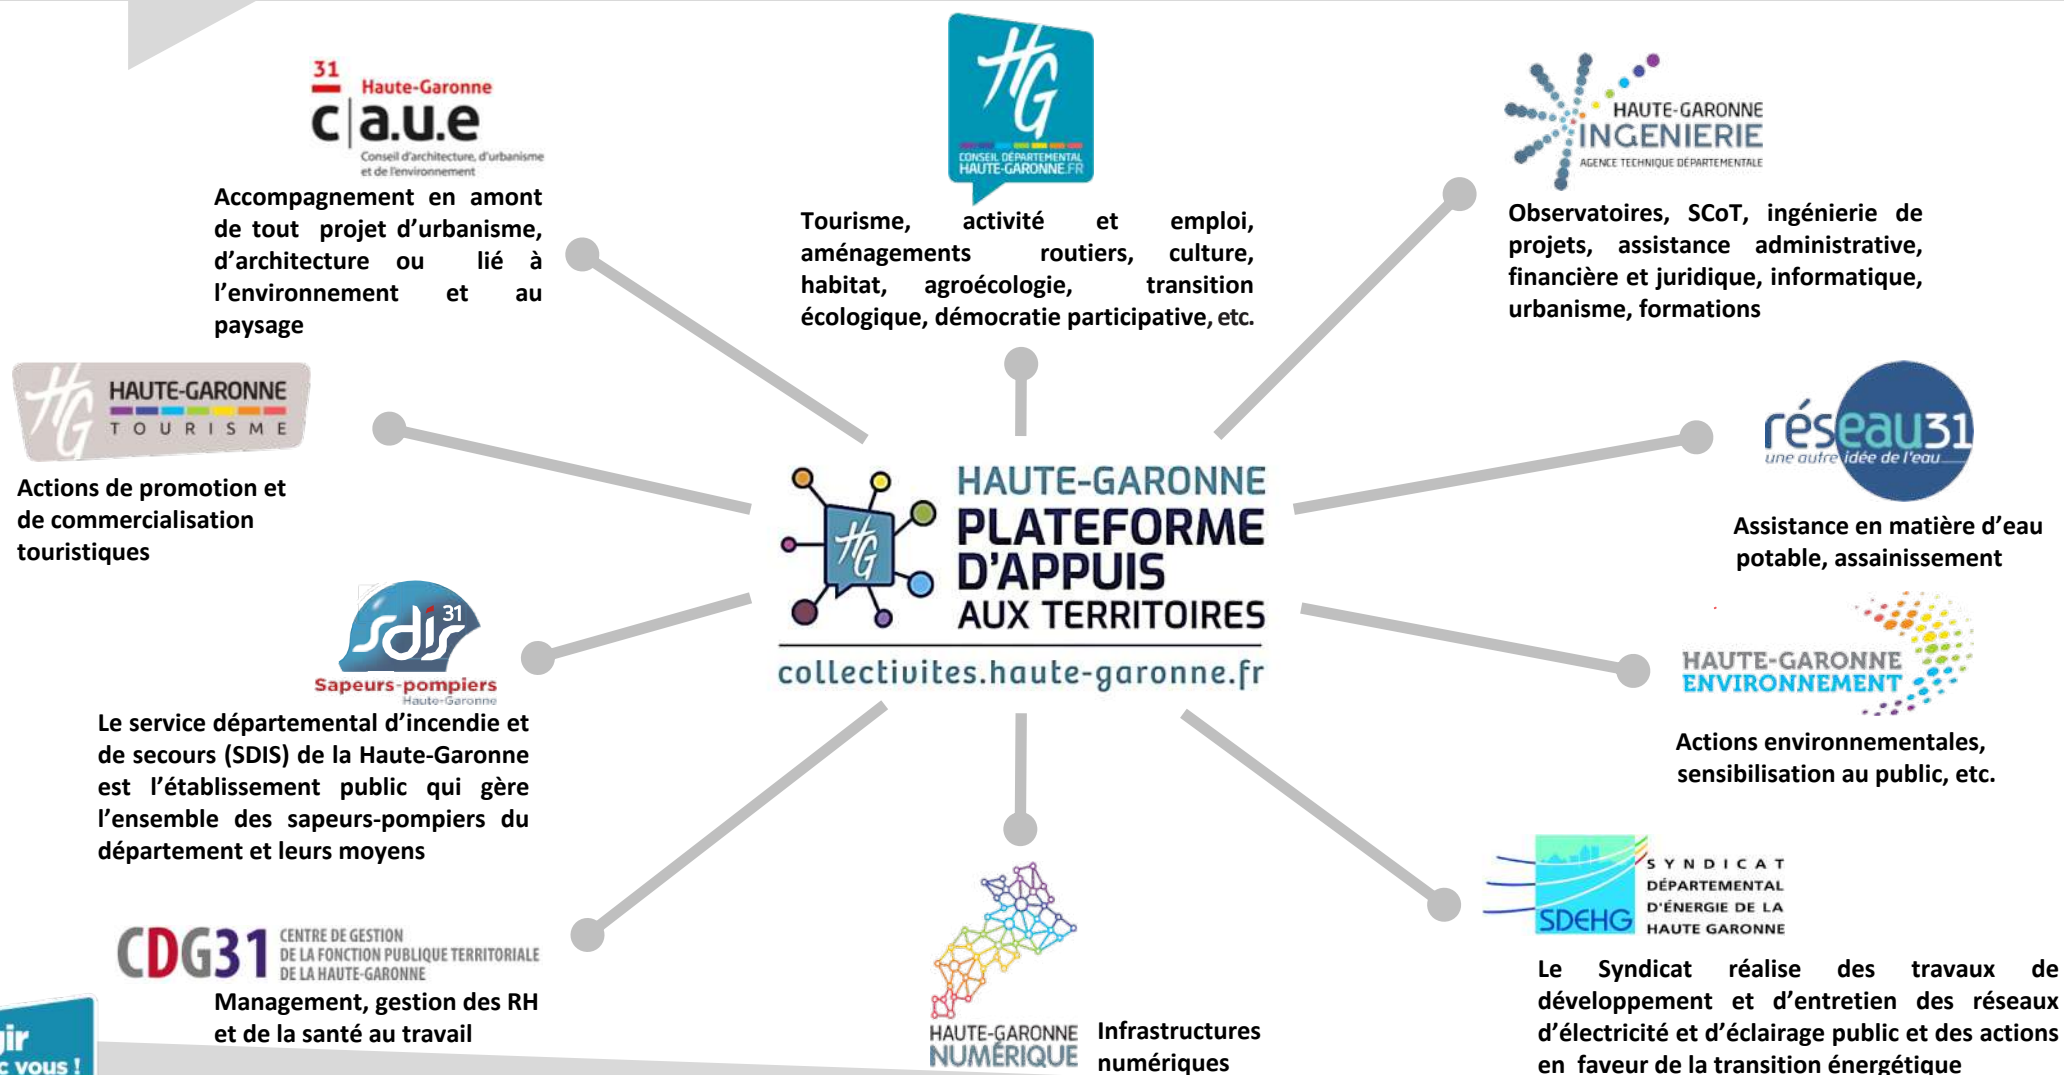 31
Haute-Garonne
c|a.u.e
Conseil d'architecture, d'urbanisme
et de l'environnement
Accompagnement en amont
de tout projet d'urbanisme,
d'architecture ou lié à
l'environnement et au
paysage
HG
CONSEIL DÉPARTEMENTAL
HAUTE-GARONNE.FR
Tourisme, activité et emploi,
aménagements routiers, culture,
habitat, agroécologie, transition
écologique, démocratie participative, etc.
HAUTE-GARONNE
INGENIERIE
AGENCE TECHNIQUE DÉPARTEMENTALE
Observatoires, SCoT, ingénierie de
projets, assistance administrative,
financière et juridique, informatique,
urbanisme, formations
HG
HAUTE-GARONNE
TOURISME
Actions de promotion et
de commercialisation
touristiques
réseau31
une autre idée de l'eau
Assistance en matière d'eau
potable, assainissement
HG
HAUTE-GARONNE
PLATEFORME
D'APPUIS
AUX TERRITOIRES
collectivites.haute-garonne.fr
sdis 31
Sapeurs-pompiers
Haute-Garonne
Le service départemental d'incendie et
de secours (SDIS) de la Haute-Garonne
est l'établissement public qui gère
l'ensemble des sapeurs-pompiers du
département et leurs moyens
HAUTE-GARONNE
ENVIRONNEMENT
Actions environnementales,
sensibilisation au public, etc.
CDG31
CENTRE DE GESTION
DE LA FONCTION PUBLIQUE TERRITORIALE
DE LA HAUTE-GARONNE
Management, gestion des RH
et de la santé au travail
HAUTE-GARONNE
NUMÉRIQUE
Infrastructures
numériques
SDEHG
SYNDICAT
DÉPARTEMENTAL
D'ÉNERGIE DE LA
HAUTE GARONNE
Le Syndicat réalise des travaux de
développement et d'entretien des réseaux
d'électricité et d'éclairage public et des actions
en faveur de la transition énergétique
vous !